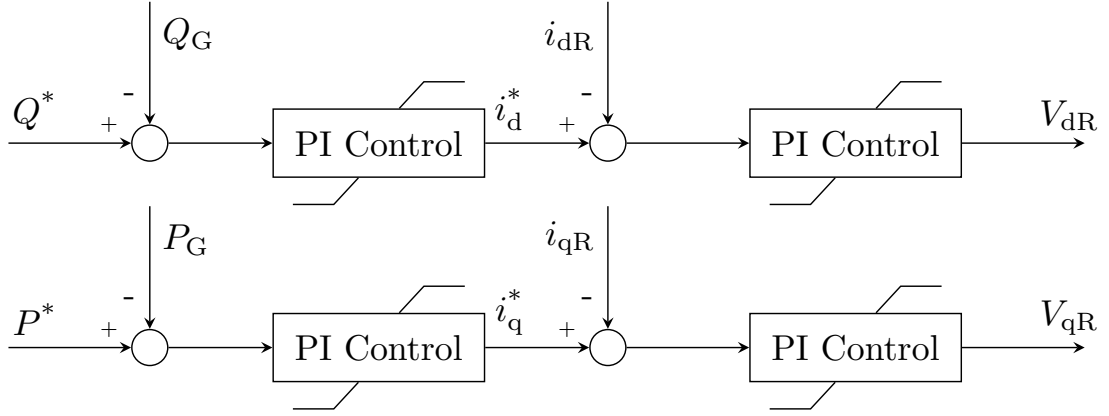 Q_G
i_dR
-
-
Q* + PI Control i_d* + PI Control V_dR
P_G
i_qR
-
-
P* + PI Control i_q* + PI Control V_qR